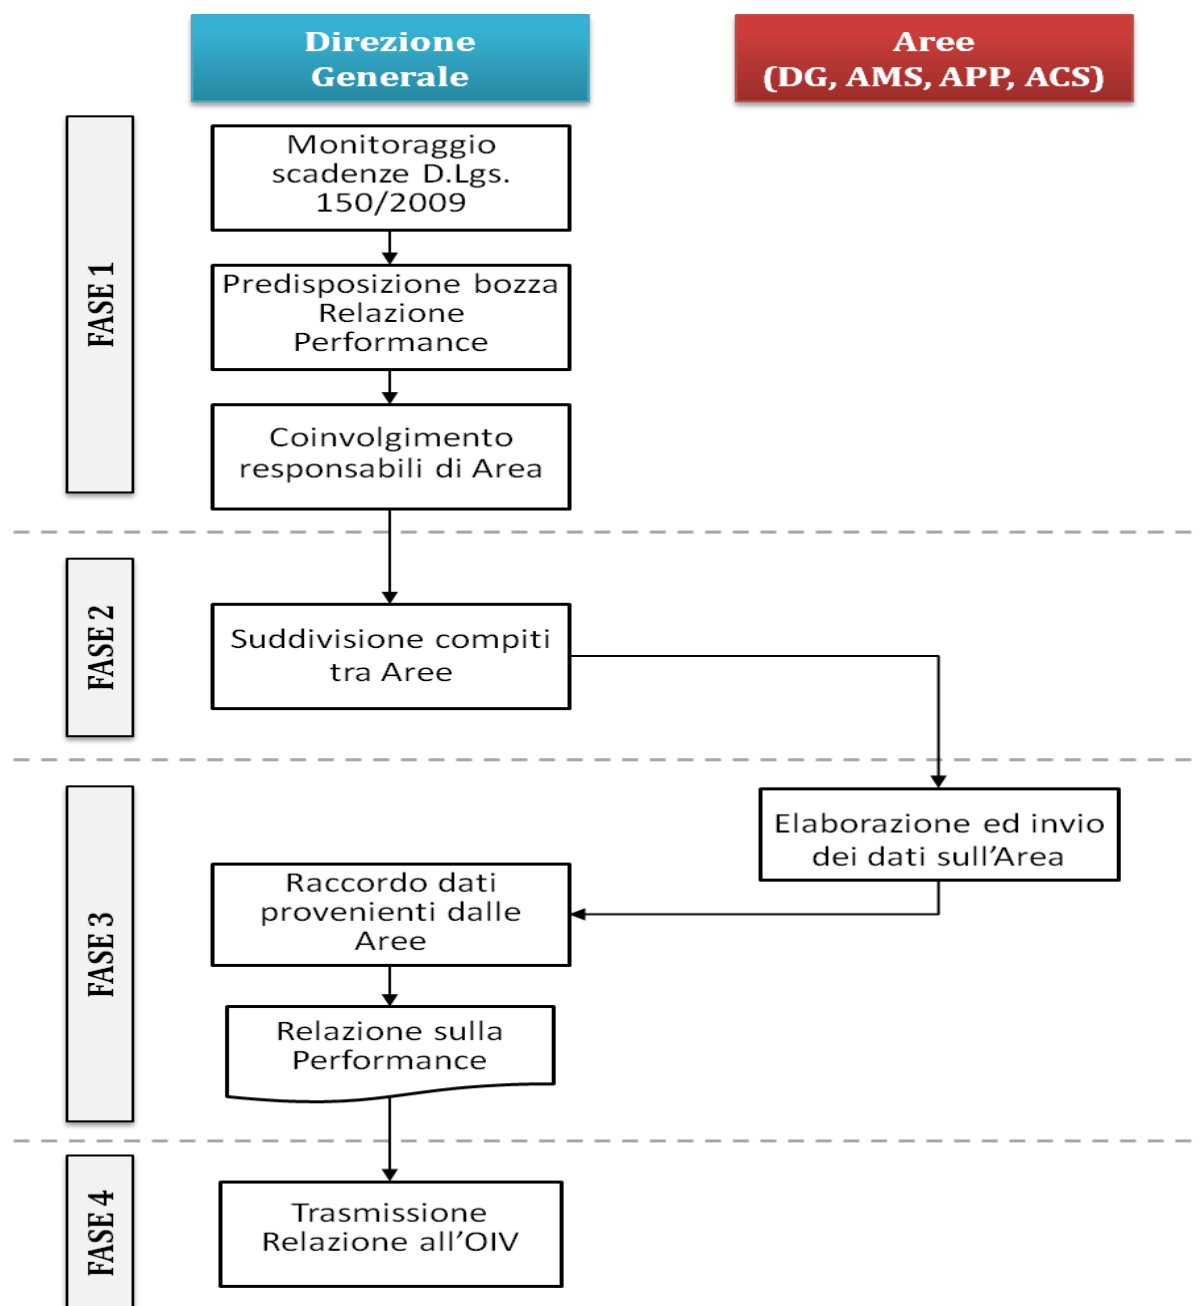 Direzione
Generale
Aree
(DG, AMS, APP, ACS)
FASE 1
Monitoraggio
scadenze D.Lgs.
150/2009
Predisposizione bozza
Relazione
Performance
Coinvolgimento
responsabili di Area
FASE 2
Suddivisione compiti
tra Aree
FASE 3
Elaborazione ed invio
dei dati sull’Area
Raccordo dati
provenienti dalle
Aree
Relazione sulla
Performance
FASE 4
Trasmissione
Relazione all’OIV